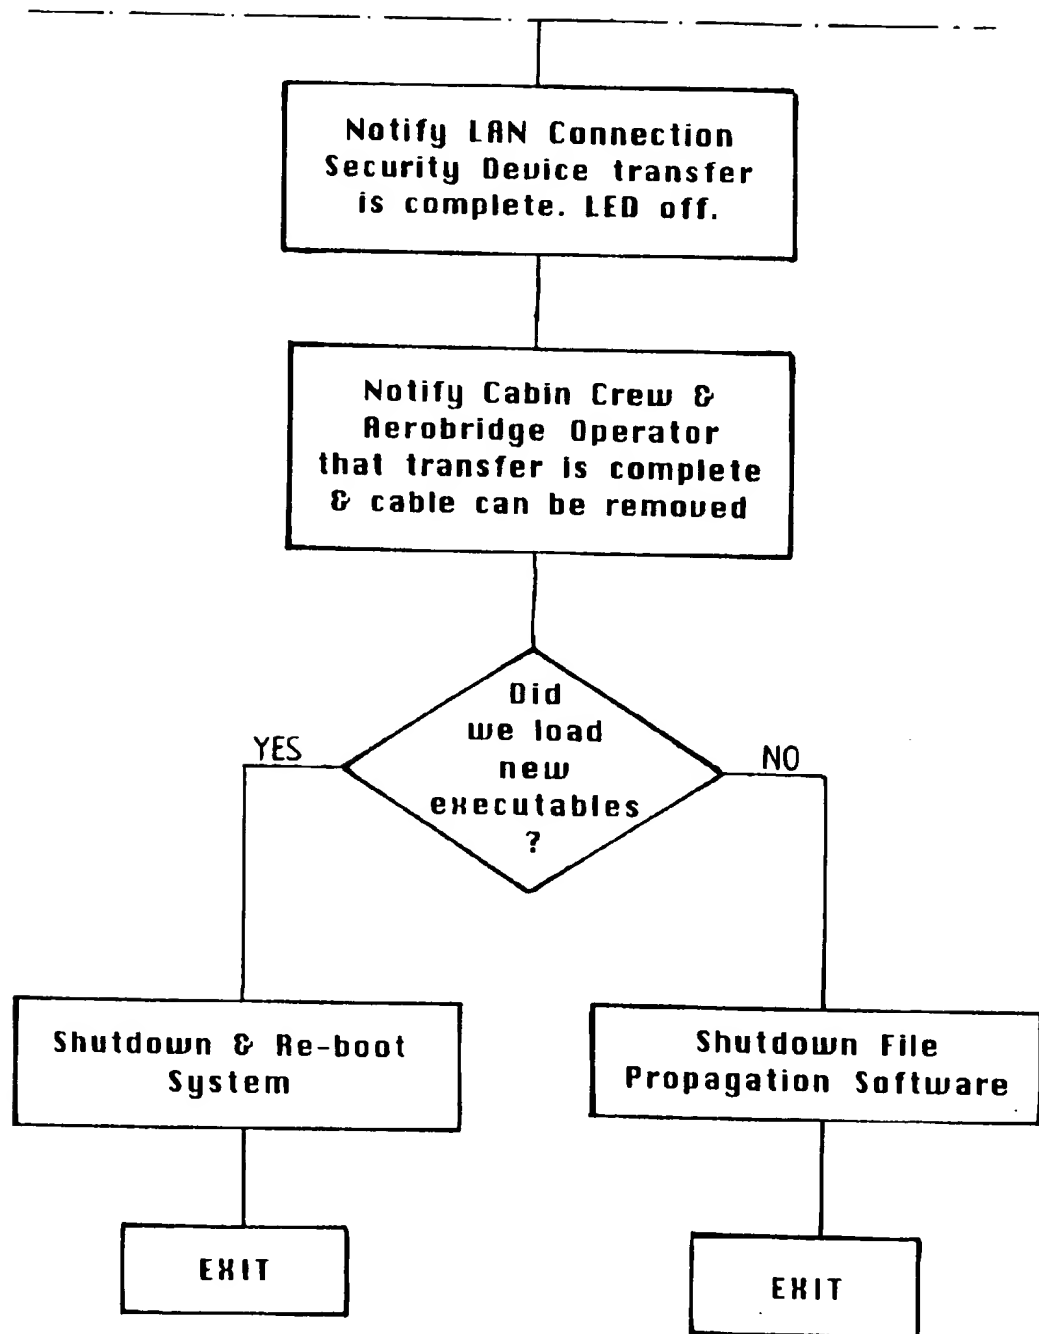 Notify LAN Connection
Security Device transfer
is complete. LED off.
Notify Cabin Crew &
Aerobridge Operator
that transfer is complete
& cable can be removed
Did
we load
new
executables
?
YES
NO
Shutdown & Re-boot
System
Shutdown File
Propagation Software
EXIT
EXIT